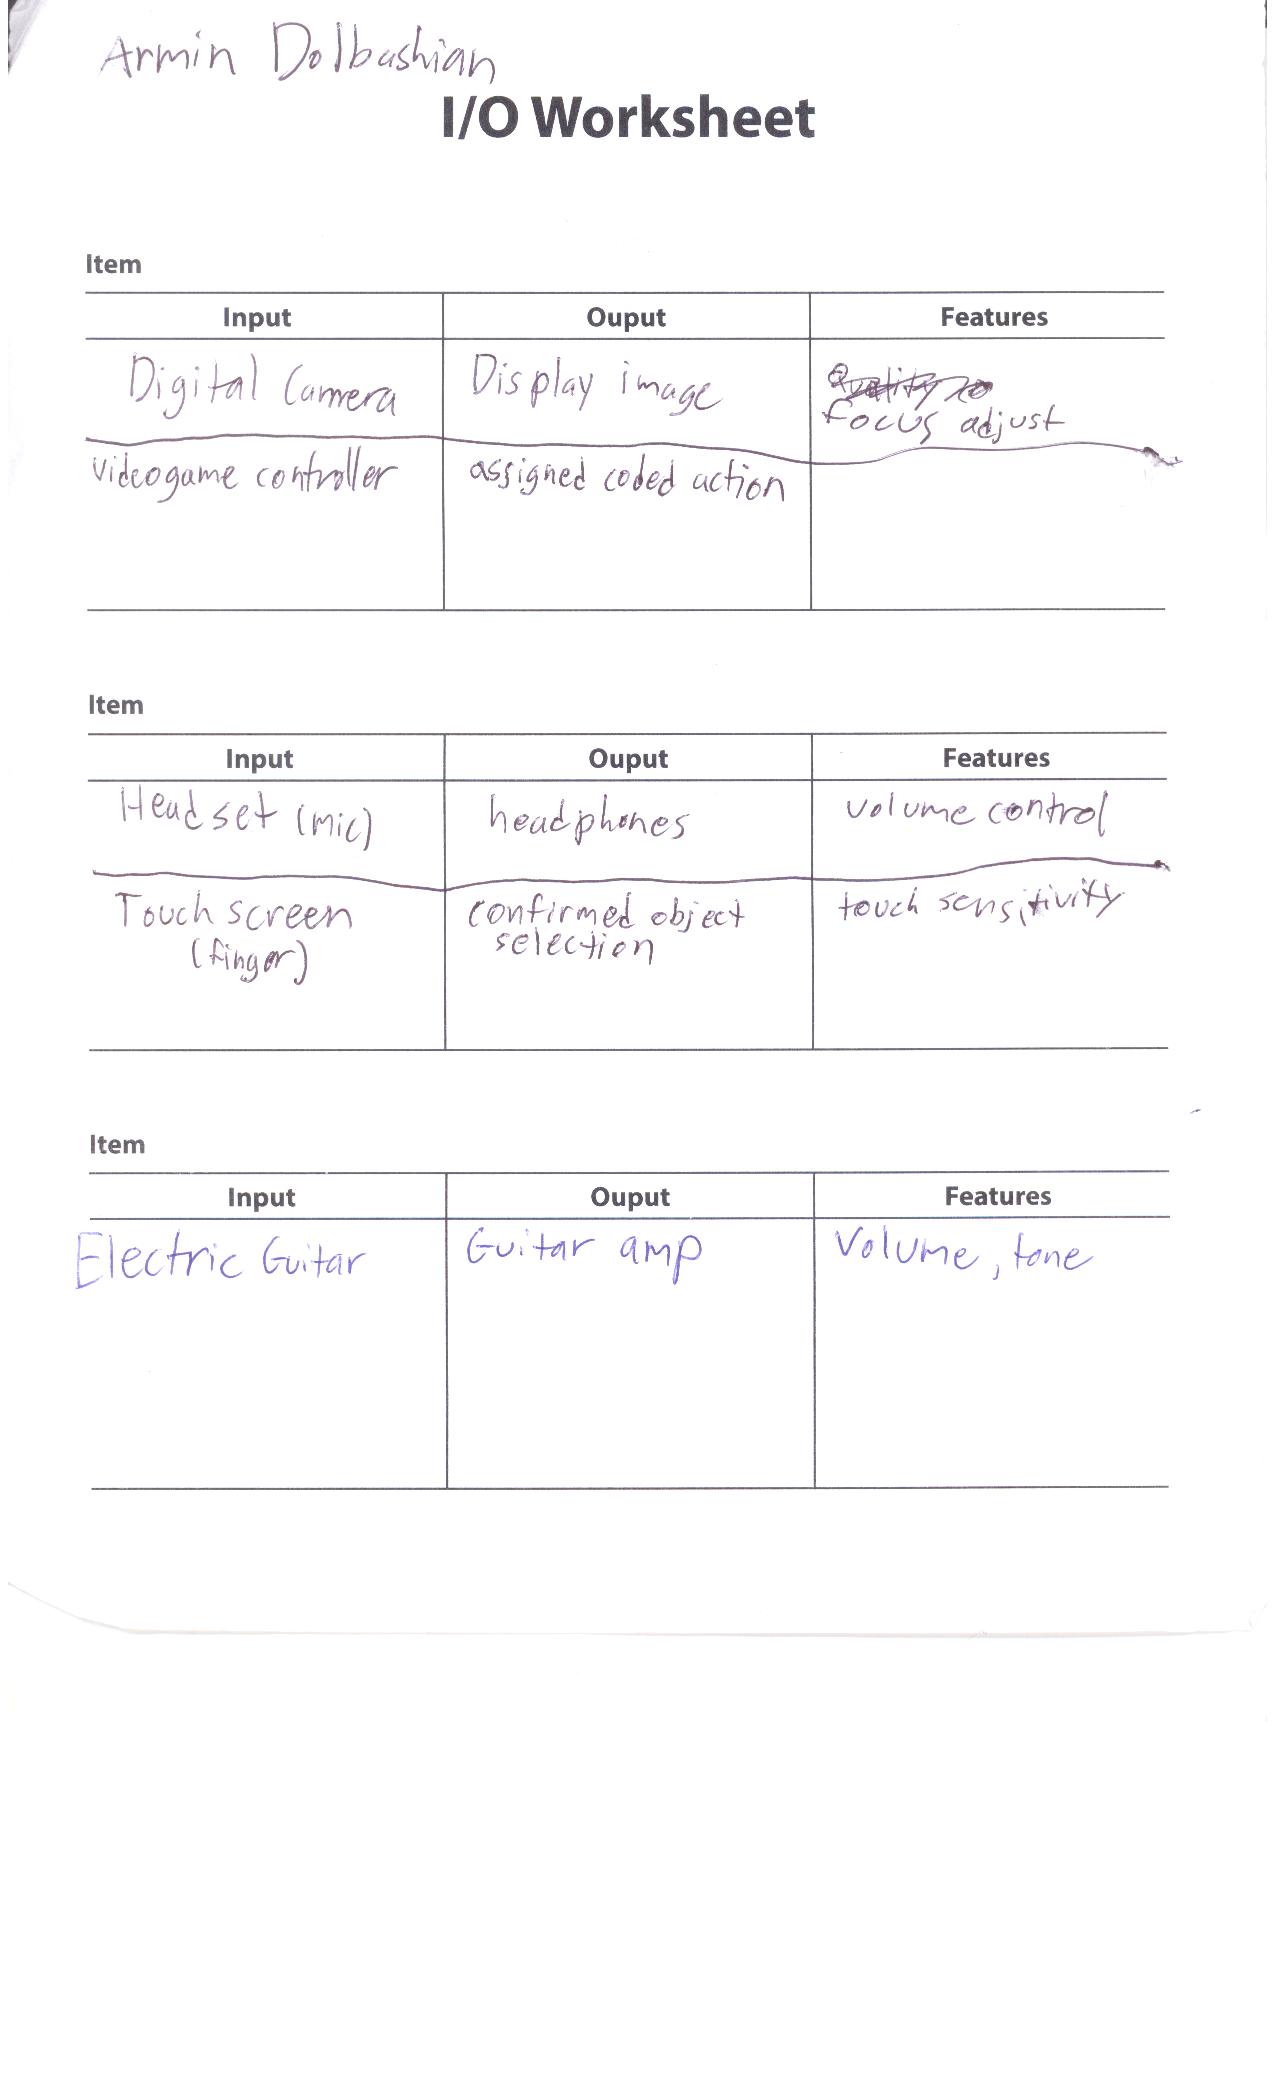 Armin Dolbashian
I/O Worksheet
Item
Input Ouput Features
Digital Camera Display image
focus adjust
videogame controller assigned coded action
Item
Input Ouput Features
Headset (mic) headphones volume control
Touch screen confirmed object touch sensitivity
(finger) selection
Item
Input Ouput Features
Electric Guitar Guitar amp Volume, tone